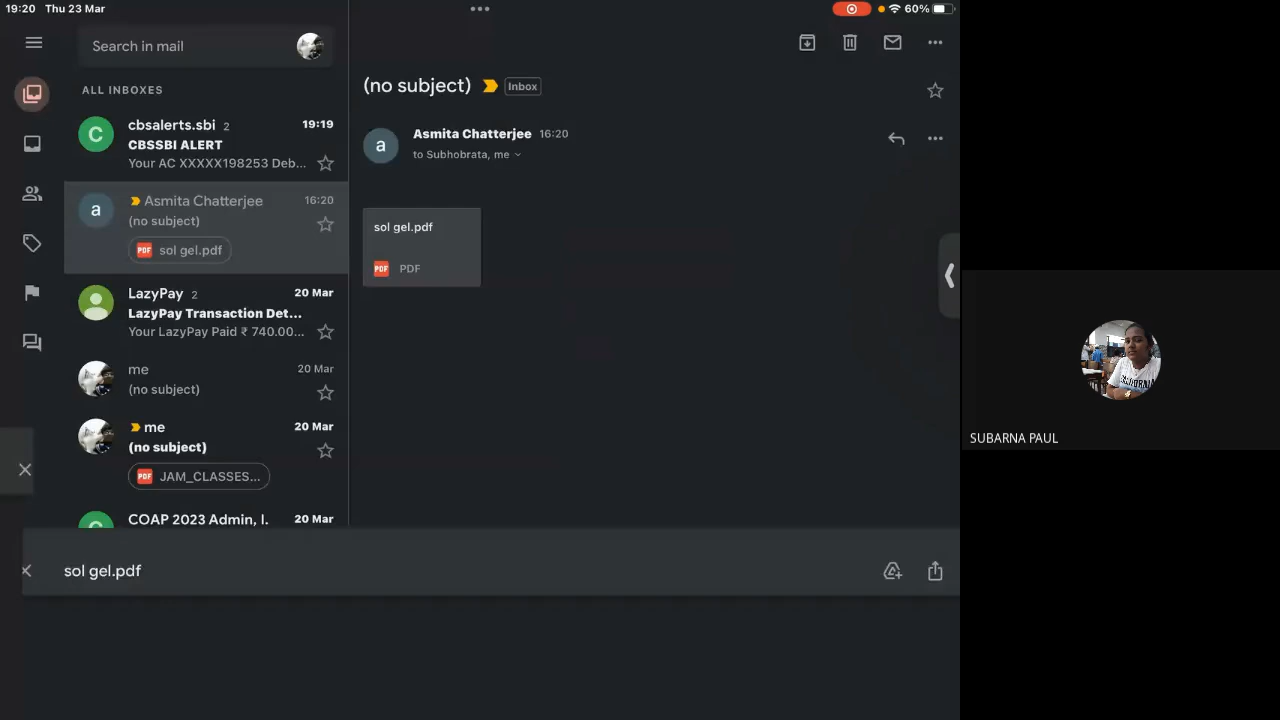 19:20 Thu 23 Mar
60%
Search in mail
ALL INBOXES
C
cbsalerts.sbi 2 19:19
CBSSBI ALERT
Your AC XXXXX198253 Deb...
a
Asmita Chatterjee 16:20
(no subject)
PDF sol gel.pdf
LazyPay 2 20 Mar
LazyPay Transaction Det...
Your LazyPay Paid ₹ 740.00...
me 20 Mar
(no subject)
me 20 Mar
(no subject)
PDF JAM_CLASSES...
COAP 2023 Admin, I. 20 Mar
(no subject) Inbox
a
Asmita Chatterjee 16:20
to Subhobrata, me
sol gel.pdf
PDF PDF
sol gel.pdf
SUBARNA PAUL